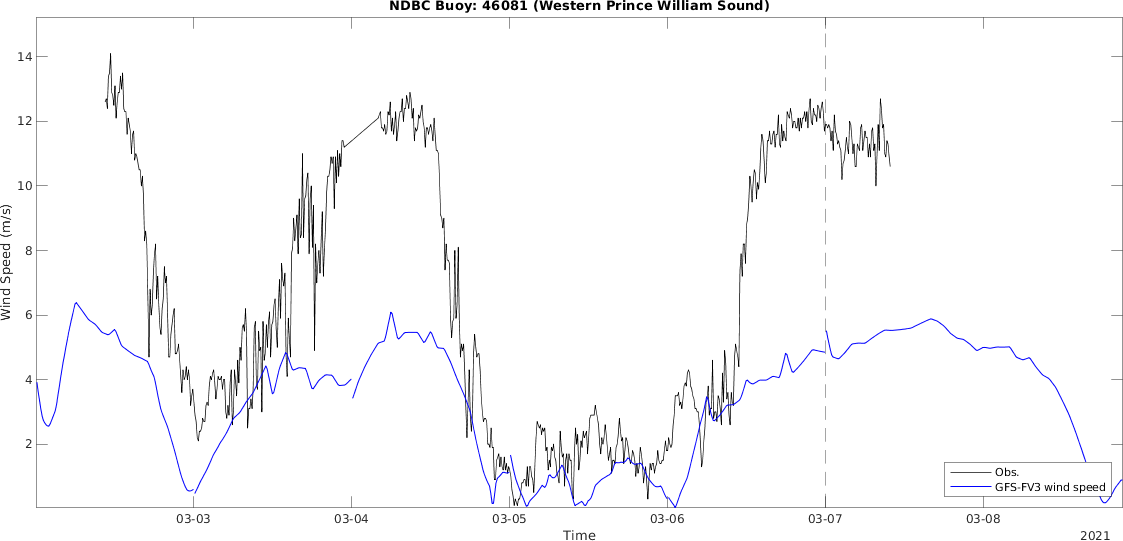 NDBC Buoy: 46081 (Western Prince William Sound)
14
12
10
8
6
4
2
Wind Speed (m/s)
Obs.
GFS-FV3 wind speed
03-03
03-04
03-05
03-06
03-07
03-08
Time
2021